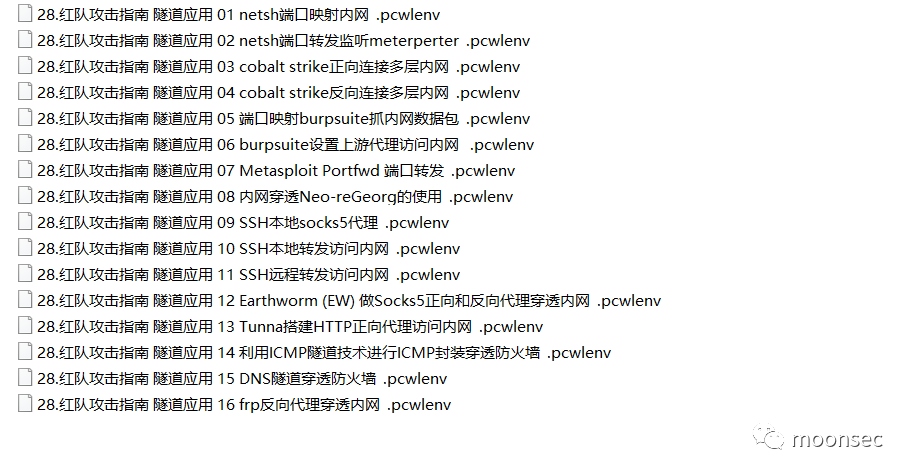 28.红队攻击指南 隧道应用 01 netsh端口映射内网 .pcwlenv
28.红队攻击指南 隧道应用 02 netsh端口转发监听meterperter .pcwlenv
28.红队攻击指南 隧道应用 03 cobalt strike正向连接多层内网 .pcwlenv
28.红队攻击指南 隧道应用 04 cobalt strike反向连接多层内网 .pcwlenv
28.红队攻击指南 隧道应用 05 端口映射burpsuite抓内网数据包 .pcwlenv
28.红队攻击指南 隧道应用 06 burpsuite设置上游代理访问内网 .pcwlenv
28.红队攻击指南 隧道应用 07 Metasploit Portfwd 端口转发 .pcwlenv
28.红队攻击指南 隧道应用 08 内网穿透Neo-reGeorg的使用 .pcwlenv
28.红队攻击指南 隧道应用 09 SSH本地socks5代理 .pcwlenv
28.红队攻击指南 隧道应用 10 SSH本地转发访问内网 .pcwlenv
28.红队攻击指南 隧道应用 11 SSH远程转发访问内网 .pcwlenv
28.红队攻击指南 隧道应用 12 Earthworm (EW) 做Socks5正向和反向代理穿透内网 .pcwlenv
28.红队攻击指南 隧道应用 13 Tunna搭建HTTP正向代理访问内网 .pcwlenv
28.红队攻击指南 隧道应用 14 利用ICMP隧道技术进行ICMP封装穿透防火墙 .pcwlenv
28.红队攻击指南 隧道应用 15 DNS隧道穿透防火墙 .pcwlenv
28.红队攻击指南 隧道应用 16 frp反向代理穿透内网 .pcwlenv
moonsec